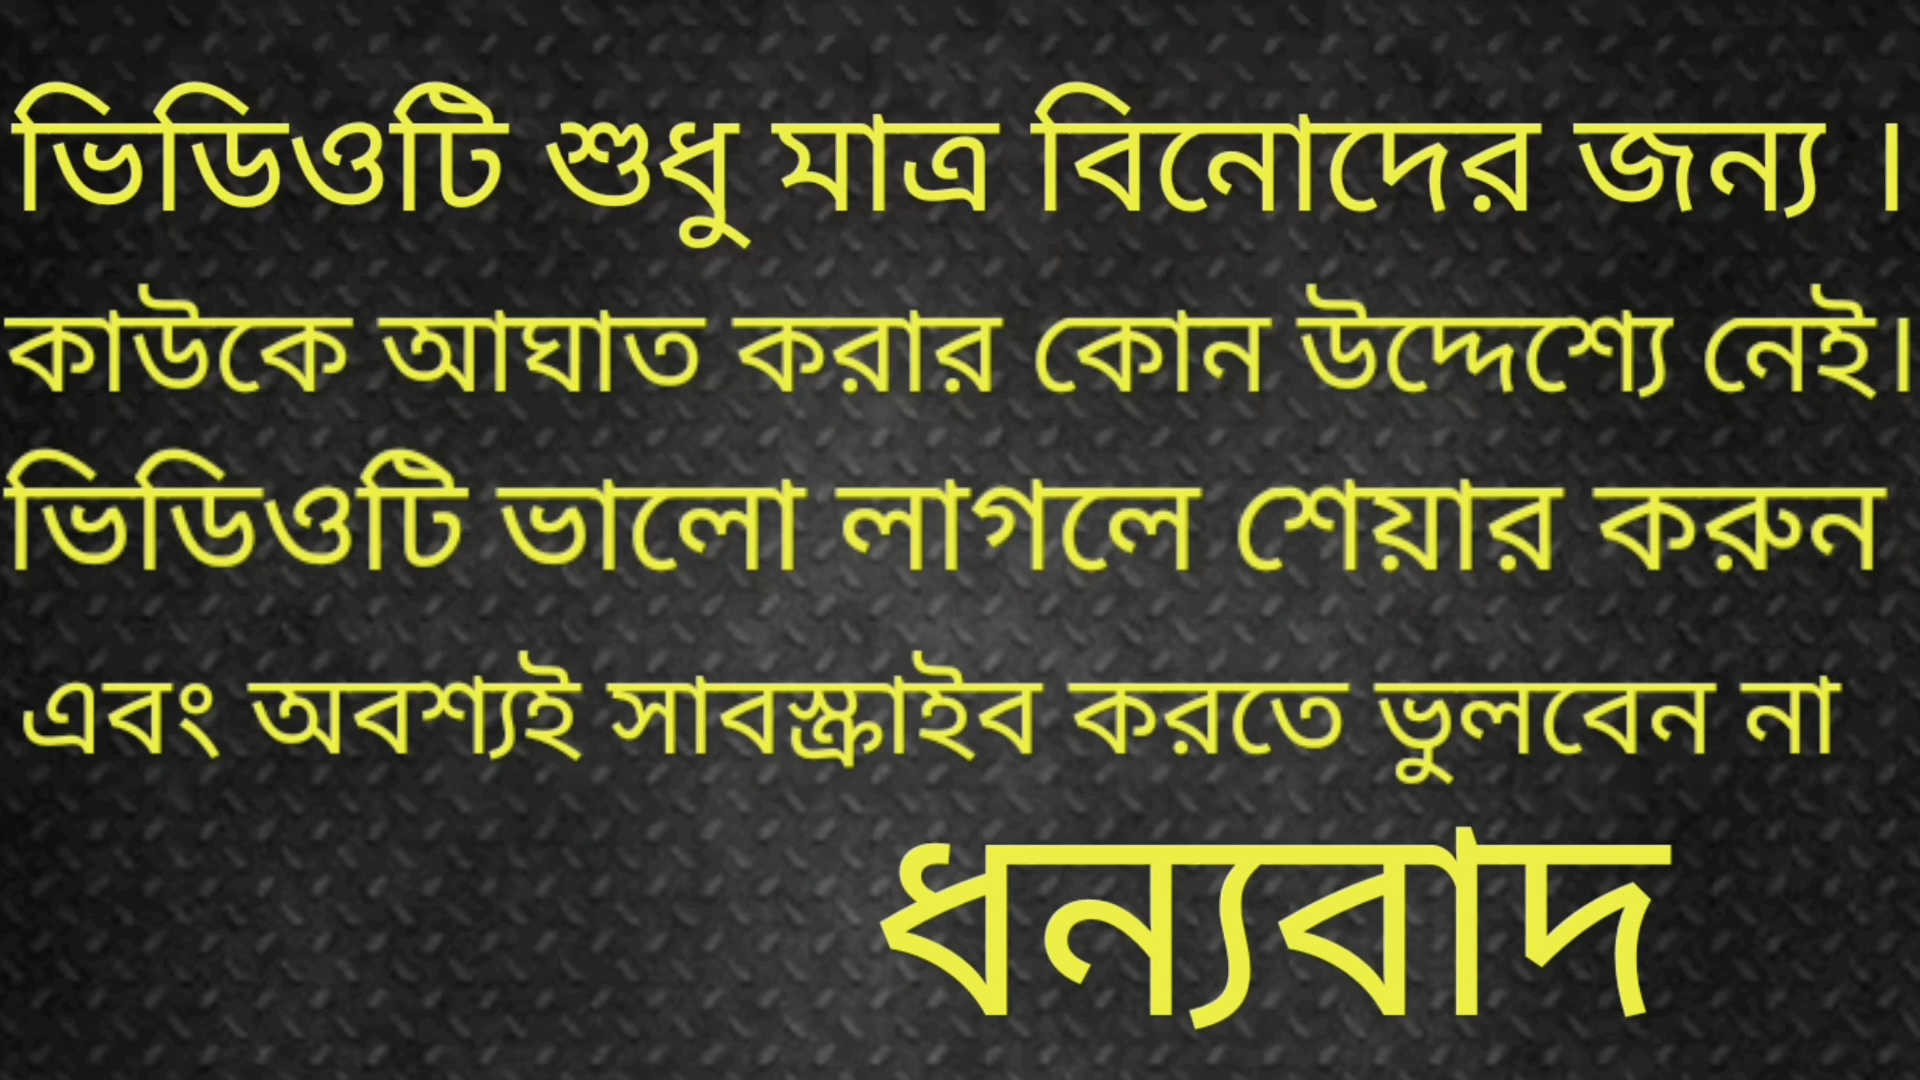 ভিডিওটি শুধু মাত্র বিনোদের জন্য ।
কাউকে আঘাত করার কোন উদ্দেশ্যে নেই।
ভিডিওটি ভালো লাগলে শেয়ার করুন
এবং অবশ্যই সাবস্ক্রাইব করতে ভুলবেন না
ধন্যবাদ